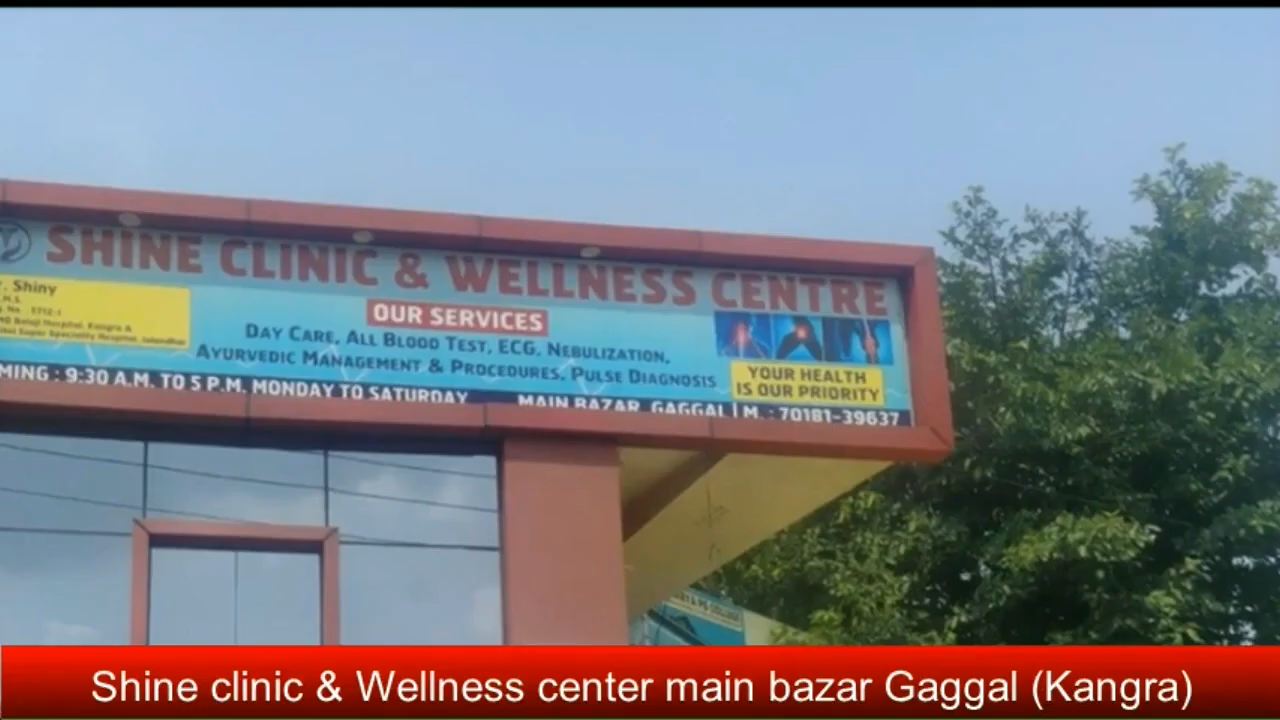 SHINE CLINIC & WELLNESS CENTRE
Shiny
OUR SERVICES
DAY CARE, ALL BLOOD TEST, ECG, NEBULIZATION,
AYURVEDIC MANAGEMENT & PROCEDURES, PULSE DIAGNOSIS
YOUR HEALTH
IS OUR PRIORITY
MING : 9:30 A.M. TO 5 P.M. MONDAY TO SATURDAY
MAIN BAZAR, GAGGAL | M. : 70181-39637
Shine clinic & Wellness center main bazar Gaggal (Kangra)